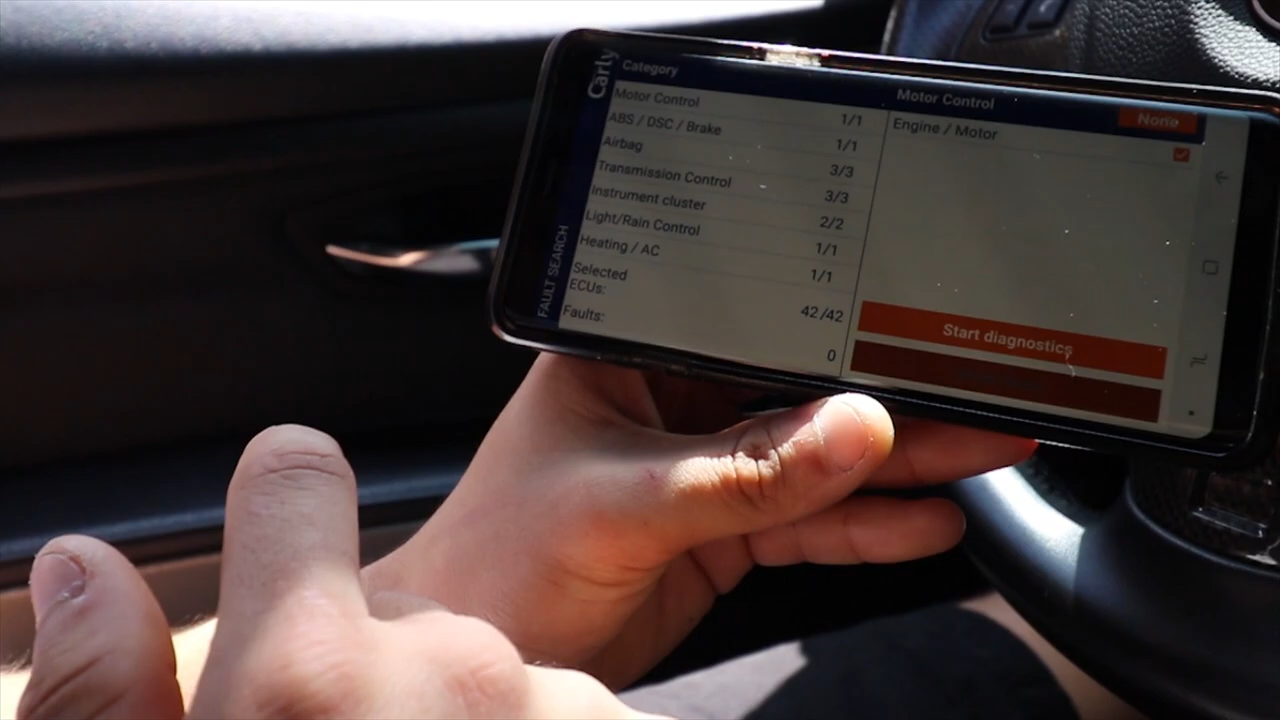 Carly
FAULT SEARCH
Category
Motor Control 1/1
ABS / DSC / Brake 1/1
Airbag 3/3
Transmission Control 3/3
Instrument cluster 2/2
Light/Rain Control 1/1
Heating / AC 1/1
Selected
ECUs: 42/42
Faults: 0
Motor Control
None
Engine / Motor
Start diagnostics